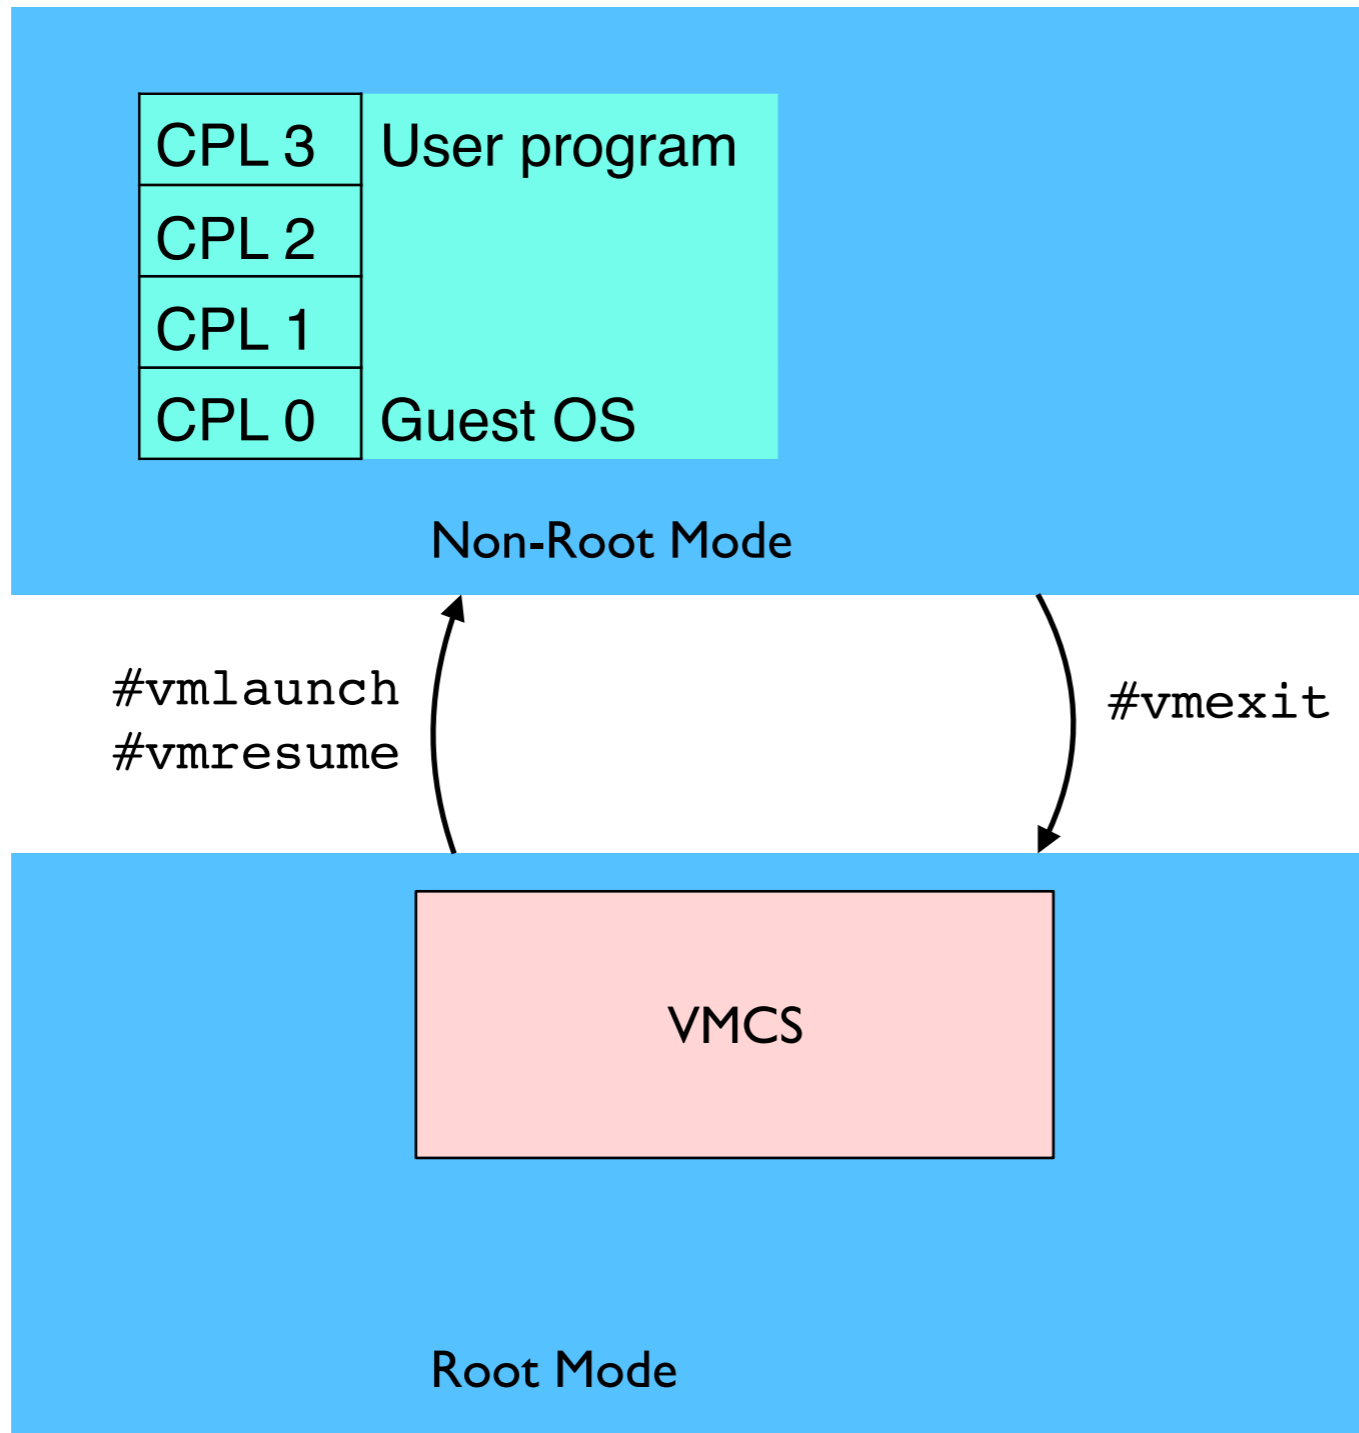 CPL 3 User program
CPL 2
CPL 1
CPL 0 Guest OS
Non-Root Mode
#vmlaunch
#vmresume
#vmexit
VMCS
Root Mode